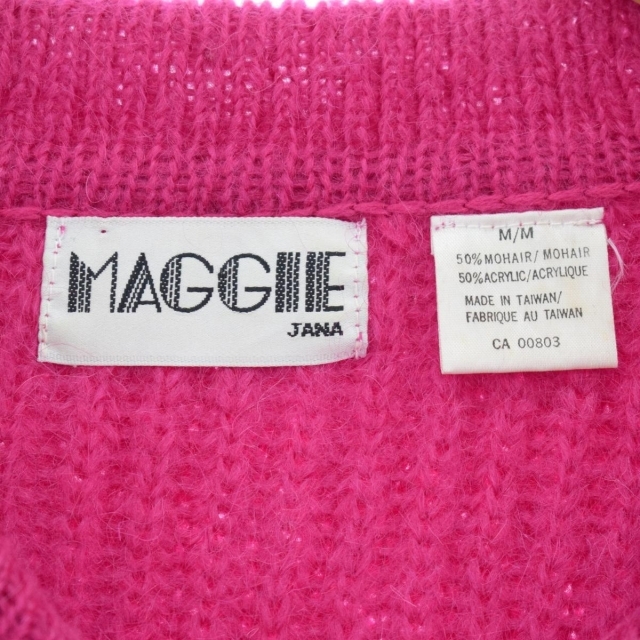 MAGGIE
JANA
M/M
50% MOHAIR/ MOHAIR
50% ACRYLIC/ACRYLIQUE
MADE IN TAIWAN/
FABRIQUE AU TAIWAN
CA 00803